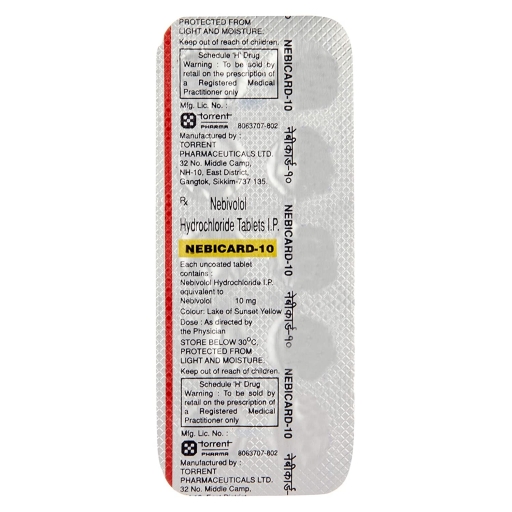 PROTECTED FROM
LIGHT AND MOISTURE.
Keep out of reach of children.
Schedule 'H' Drug
Warning : To be sold by
retail on the prescription of
a Registered Medical
Practitioner only
Mfg. Lic. No. :
torrent
PHARMA 8063707-802
Manufactured by :
TORRENT
PHARMACEUTICALS LTD.
32 No. Middle Camp,
NH-10, East District,
Gangtok, Sikkim-737 135.
Rx Nebivolol
Hydrochloride Tablets I.P.
NEBICARD-10
Each uncoated tablet
contains :
Nebivolol Hydrochloride I.P.
equivalent to
Nebivolol 10 mg
Colour: Lake of Sunset Yellow
Dose : As directed by
the Physician
STORE BELOW 30°C,
PROTECTED FROM
LIGHT AND MOISTURE.
Keep out of reach of children.
Schedule 'H' Drug
Warning : To be sold by
retail on the prescription of
a Registered Medical
Practitioner only
Mfg. Lic. No. :
torrent
PHARMA 8063707-802
Manufactured by :
TORRENT
PHARMACEUTICALS LTD.
32 No. Middle Camp,
NEBICARD-10
नेबीकार्ड-१०
NEBICARD-10
नेबीकार्ड-१०
NEBICARD-10
नेबीकार्ड-